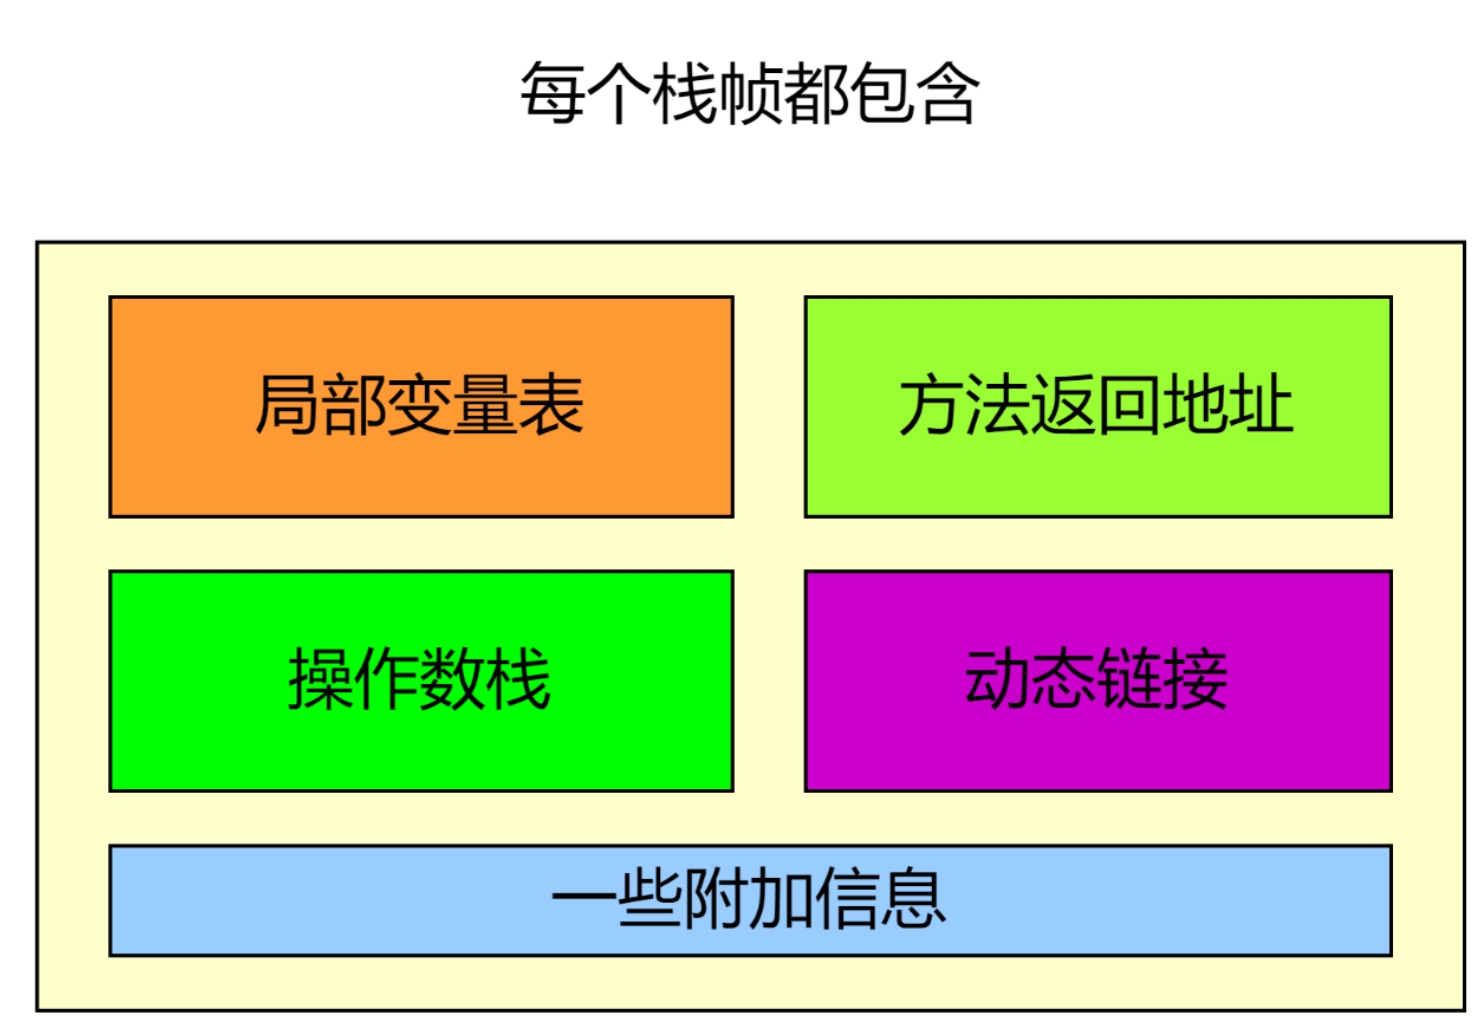 每个栈帧都包含
局部变量表
方法返回地址
操作数栈
动态链接
一些附加信息